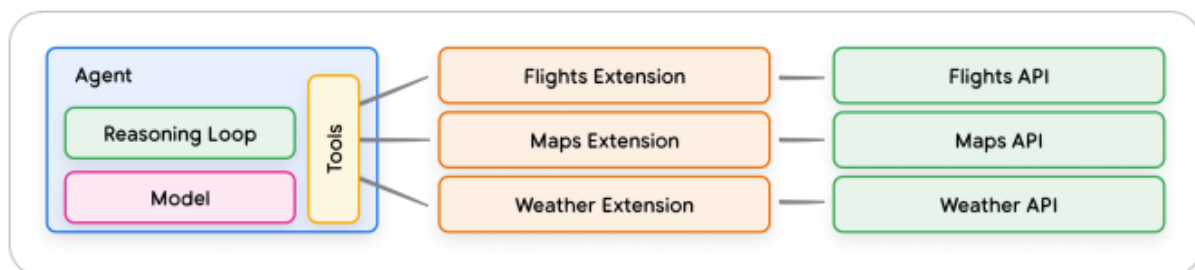 Agent
Reasoning Loop
Model
Tools
Flights Extension
Maps Extension
Weather Extension
Flights API
Maps API
Weather API